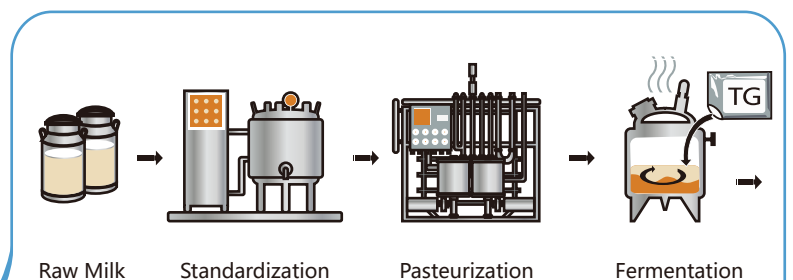 TG
Raw Milk
Standardization
Pasteurization
Fermentation